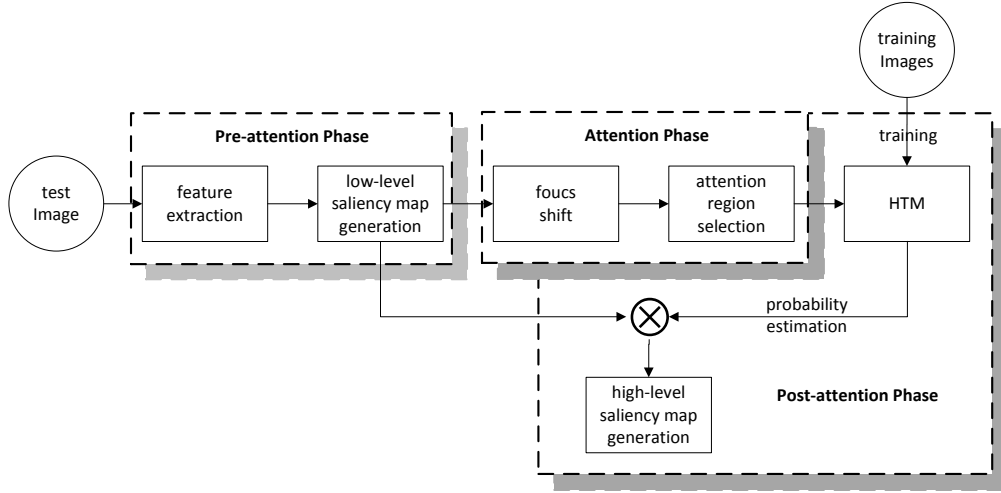 training
Images
Pre-attention Phase
Attention Phase
training
test
Image
feature
extraction
low-level
saliency map
generation
foucs
shift
attention
region
selection
HTM
probability
estimation
high-level
saliency map
generation
Post-attention Phase